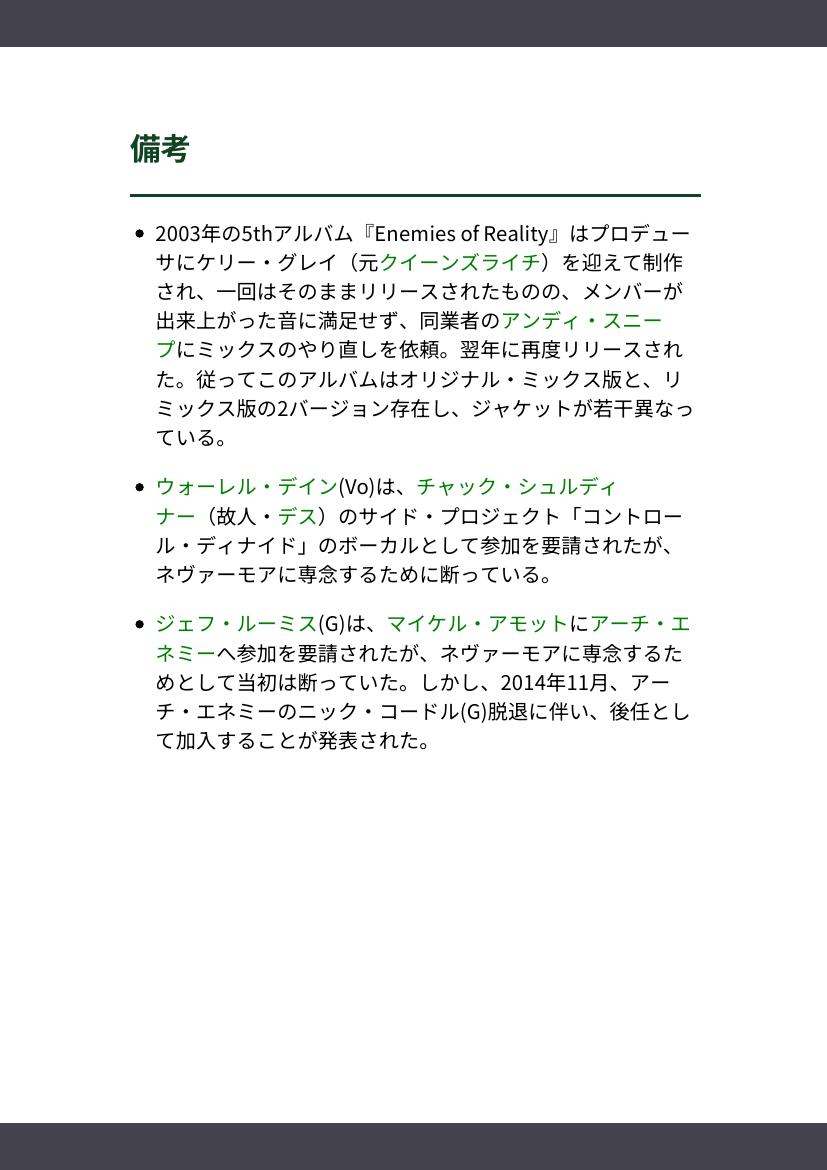 備考
2003年の5thアルバム『Enemies of Reality』はプロデュー
サにケリー・グレイ（元クイーンズライチ）を迎えて制作
され、一回はそのままリリースされたものの、メンバーが
出来上がった音に満足せず、同業者のアンディ・スニー
プにミックスのやり直しを依頼。翌年に再度リリースされ
た。従ってこのアルバムはオリジナル・ミックス版と、リ
ミックス版の2バージョン存在し、ジャケットが若干異なっ
ている。
ウォーレル・デイン(Vo)は、チャック・シュルディ
ナー（故人・デス）のサイド・プロジェクト「コントロー
ル・ディナイド」のボーカルとして参加を要請されたが、
ネヴァーモアに専念するために断っている。
ジェフ・ルーミス(G)は、マイケル・アモットにアーチ・エ
ネミーへ参加を要請されたが、ネヴァーモアに専念するた
めとして当初は断っていた。しかし、2014年11月、アー
チ・エネミーのニック・コードル(G)脱退に伴い、後任とし
て加入することが発表された。